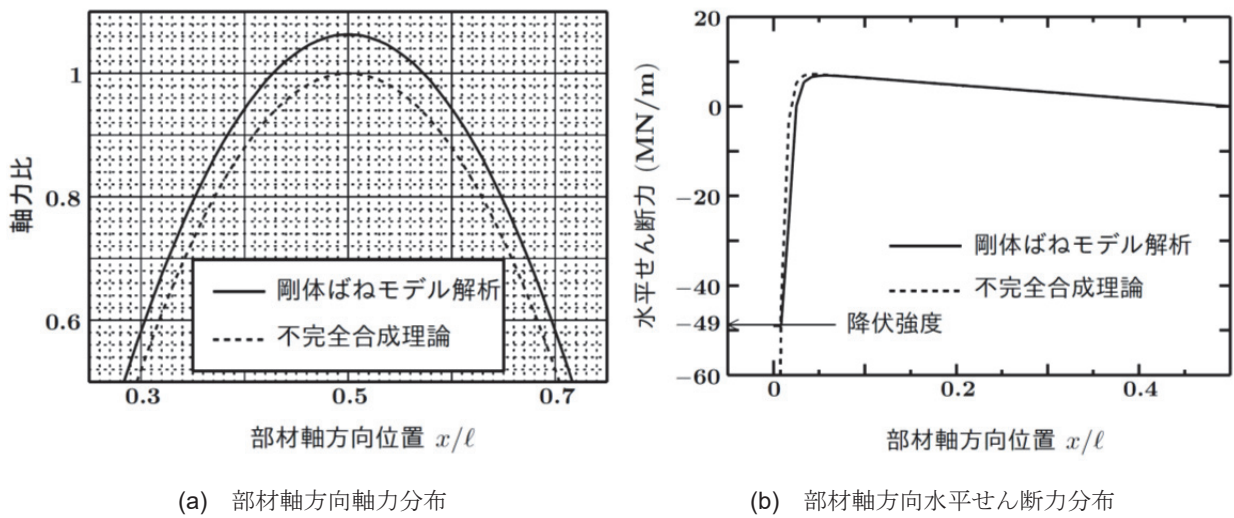 軸力比
1
0.8
0.6
剛体ばねモデル解析
不完全合成理論
0.3
0.5
0.7
部材軸方向位置 x/ℓ
(a) 部材軸方向軸力分布
水平せん断力 (MN/m)
20
0
−20
−40
−49
−60
剛体ばねモデル解析
不完全合成理論
降伏強度
0
0.2
0.4
部材軸方向位置 x/ℓ
(b) 部材軸方向水平せん断力分布